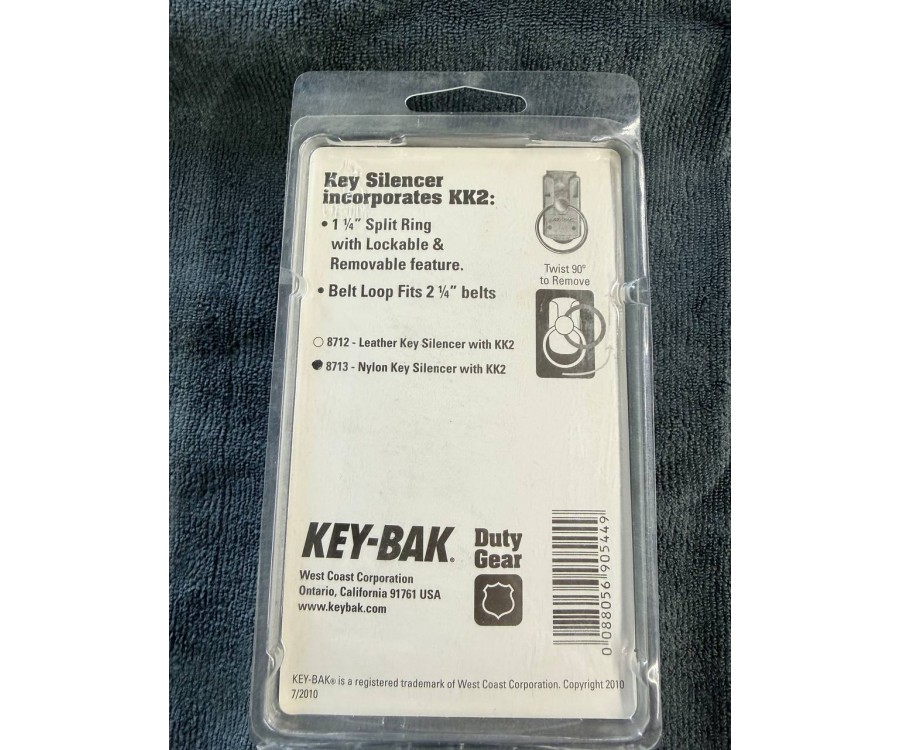 Key Silencer
incorporates KK2:
• 1 ¼" Split Ring
with Lockable &
Removable feature.
• Belt Loop Fits 2 ¼" belts
Twist 90°
to Remove
○ 8712 - Leather Key Silencer with KK2
● 8713 - Nylon Key Silencer with KK2
KEY-BAK®
West Coast Corporation
Ontario, California 91761 USA
www.keybak.com
Duty
Gear
0 088056 905449
KEY-BAK® is a registered trademark of West Coast Corporation. Copyright 2010
7/2010